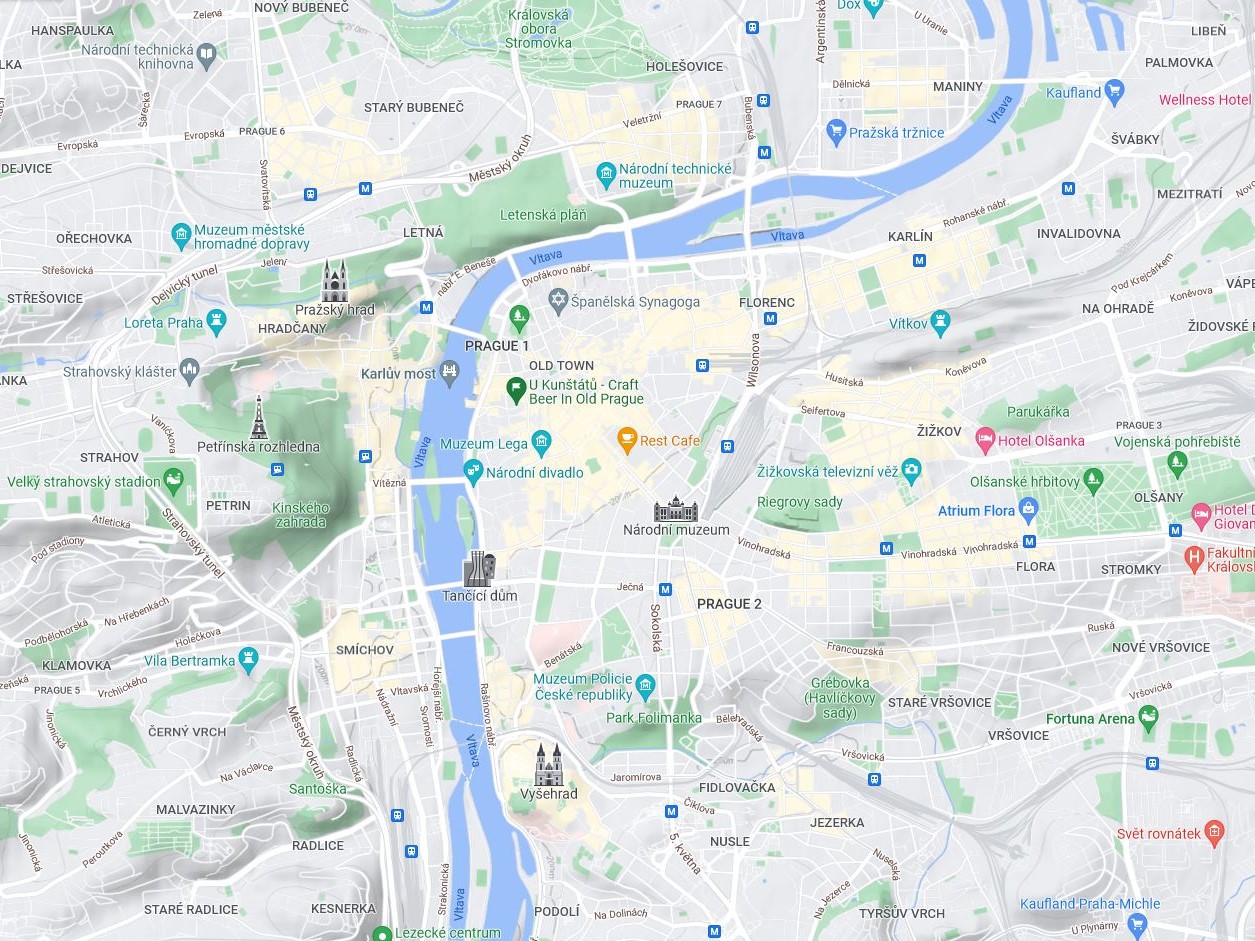 Zelená
NOVÝ BUBENEČ
Královská
obora
Stromovka
Dox
U Uranie
HANSPAULKA
Argentinská
LIBEŇ
Národní technická
knihovna
HOLEŠOVICE
PALMOVKA
LKA
Dělnická
MANINY
Kaufland
Wellness Hotel
Šárecká
STARÝ BUBENEČ
PRAGUE 7
Veletržní
Bubenská
Vltava
Evropská
PRAGUE 6
Evropská
Pražská tržnice
ŠVÁBKY
DEJVICE
Svatovítská
Městský okruh
Národní technické
muzeum
MEZITRATÍ
Letenská pláň
Rohanské nábř.
OŘECHOVKA
Muzeum městské
hromadné dopravy
LETNÁ
Vltava
KARLÍN
INVALIDOVNA
Střešovická
Jelení
nábř. E. Beneše
Vltava
Dvořákovo nábř.
Dejvický tunel
Pod Krejcárkem
Koněvova
VÁPE
STŘEŠOVICE
Pražský hrad
Španělská Synagoga
FLORENC
NA OHRADĚ
Loreta Praha
HRADČANY
Vítkov
ŽIDOVSKÉ
PRAGUE 1
Strahovský klášter
Karlův most
OLD TOWN
Wilsonova
Koněvova
ANKA
U Kunštátů - Craft
Beer In Old Prague
Husitská
Seifertova
Parukářka
Vaníčkova
Petřínská rozhledna
Vltava
Muzeum Lega
Rest Cafe
ŽIŽKOV
Hotel Olšanka
PRAGUE 3
Vojenská pohřebiště
STRAHOV
Národní divadlo
Žižkovská televizní věž
Velký strahovský stadion
Vítězná
Olšanské hřbitovy
OLŠANY
PETRIN
Kinského
zahrada
Riegrovy sady
Atrium Flora
Hotel D
Giovan
Atletická
Strahovský tunel
Národní muzeum
Pod stadiony
Vinohradská
Vinohradská
Vinohradská
FLORA
STROMKY
Fakultní
Královsk
Tančící dům
Ječná
PRAGUE 2
Na Hřebenkách
Podbělohorská
Holečkova
Sokolská
Ruská
SMÍCHOV
Benátská
Francouzská
NOVÉ VRŠOVICE
KLAMOVKA
Vila Bertramka
PRAGUE 5
Vrchlického
Vltavská
Nádražní
Hořejší nábř.
Svornosti
Rašínovo nábř.
Muzeum Policie
České republiky
Grébovka
(Havlíčkovy
sady)
STARÉ VRŠOVICE
Vršovická
Park Folimanka
Bělehradská
Fortuna Arena
Jinonická
ČERNÝ VRCH
Městský okruh
Radlická
Vltava
VRŠOVICE
Vršovická
Na Václavce
Santoška
Vyšehrad
Jaromírova
FIDLOVAČKA
MALVAZINKY
Čiklova
JEZERKA
RADLICE
5. května
NUSLE
Svět rovnátek
Jinonická
Peroutkova
Nuselská
Strakonická
Vltava
Na Jezerce
STARÉ RADLICE
KESNERKA
PODOLÍ
Na Dolinách
TYRŠŮV VRCH
Kaufland Praha-Michle
U Plynárny
Lezecké centrum